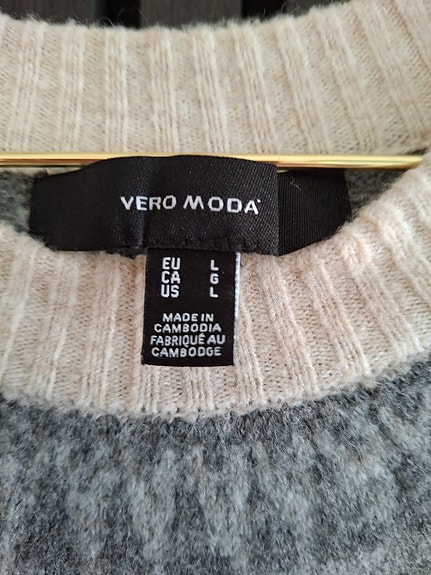 VERO MODA
EU L
CA G
US L
MADE IN
CAMBODIA
FABRIQUÉ AU
CAMBODGE